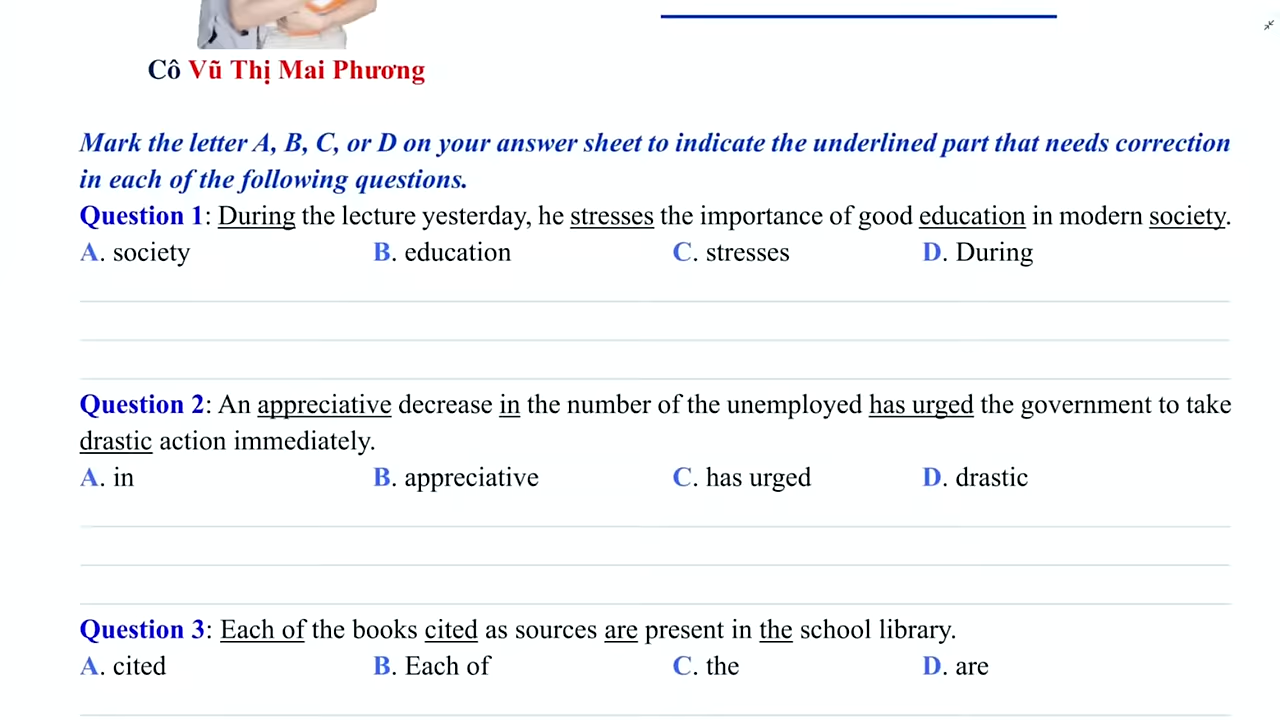 Cô Vũ Thị Mai Phương
Mark the letter A, B, C, or D on your answer sheet to indicate the underlined part that needs correction
in each of the following questions.
Question 1: During the lecture yesterday, he stresses the importance of good education in modern society.
A. society B. education C. stresses D. During
Question 2: An appreciative decrease in the number of the unemployed has urged the government to take
drastic action immediately.
A. in B. appreciative C. has urged D. drastic
Question 3: Each of the books cited as sources are present in the school library.
A. cited B. Each of C. the D. are